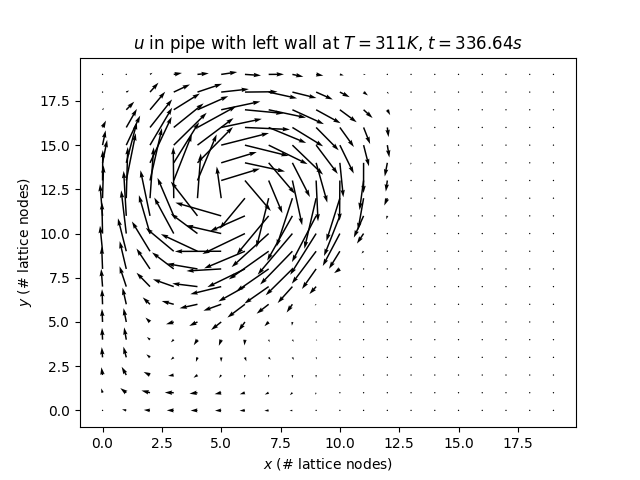 u in pipe with left wall at T = 311K, t = 336.64s
17.5
15.0
12.5
10.0
7.5
5.0
2.5
0.0
y (# lattice nodes)
0.0 2.5 5.0 7.5 10.0 12.5 15.0 17.5
x (# lattice nodes)